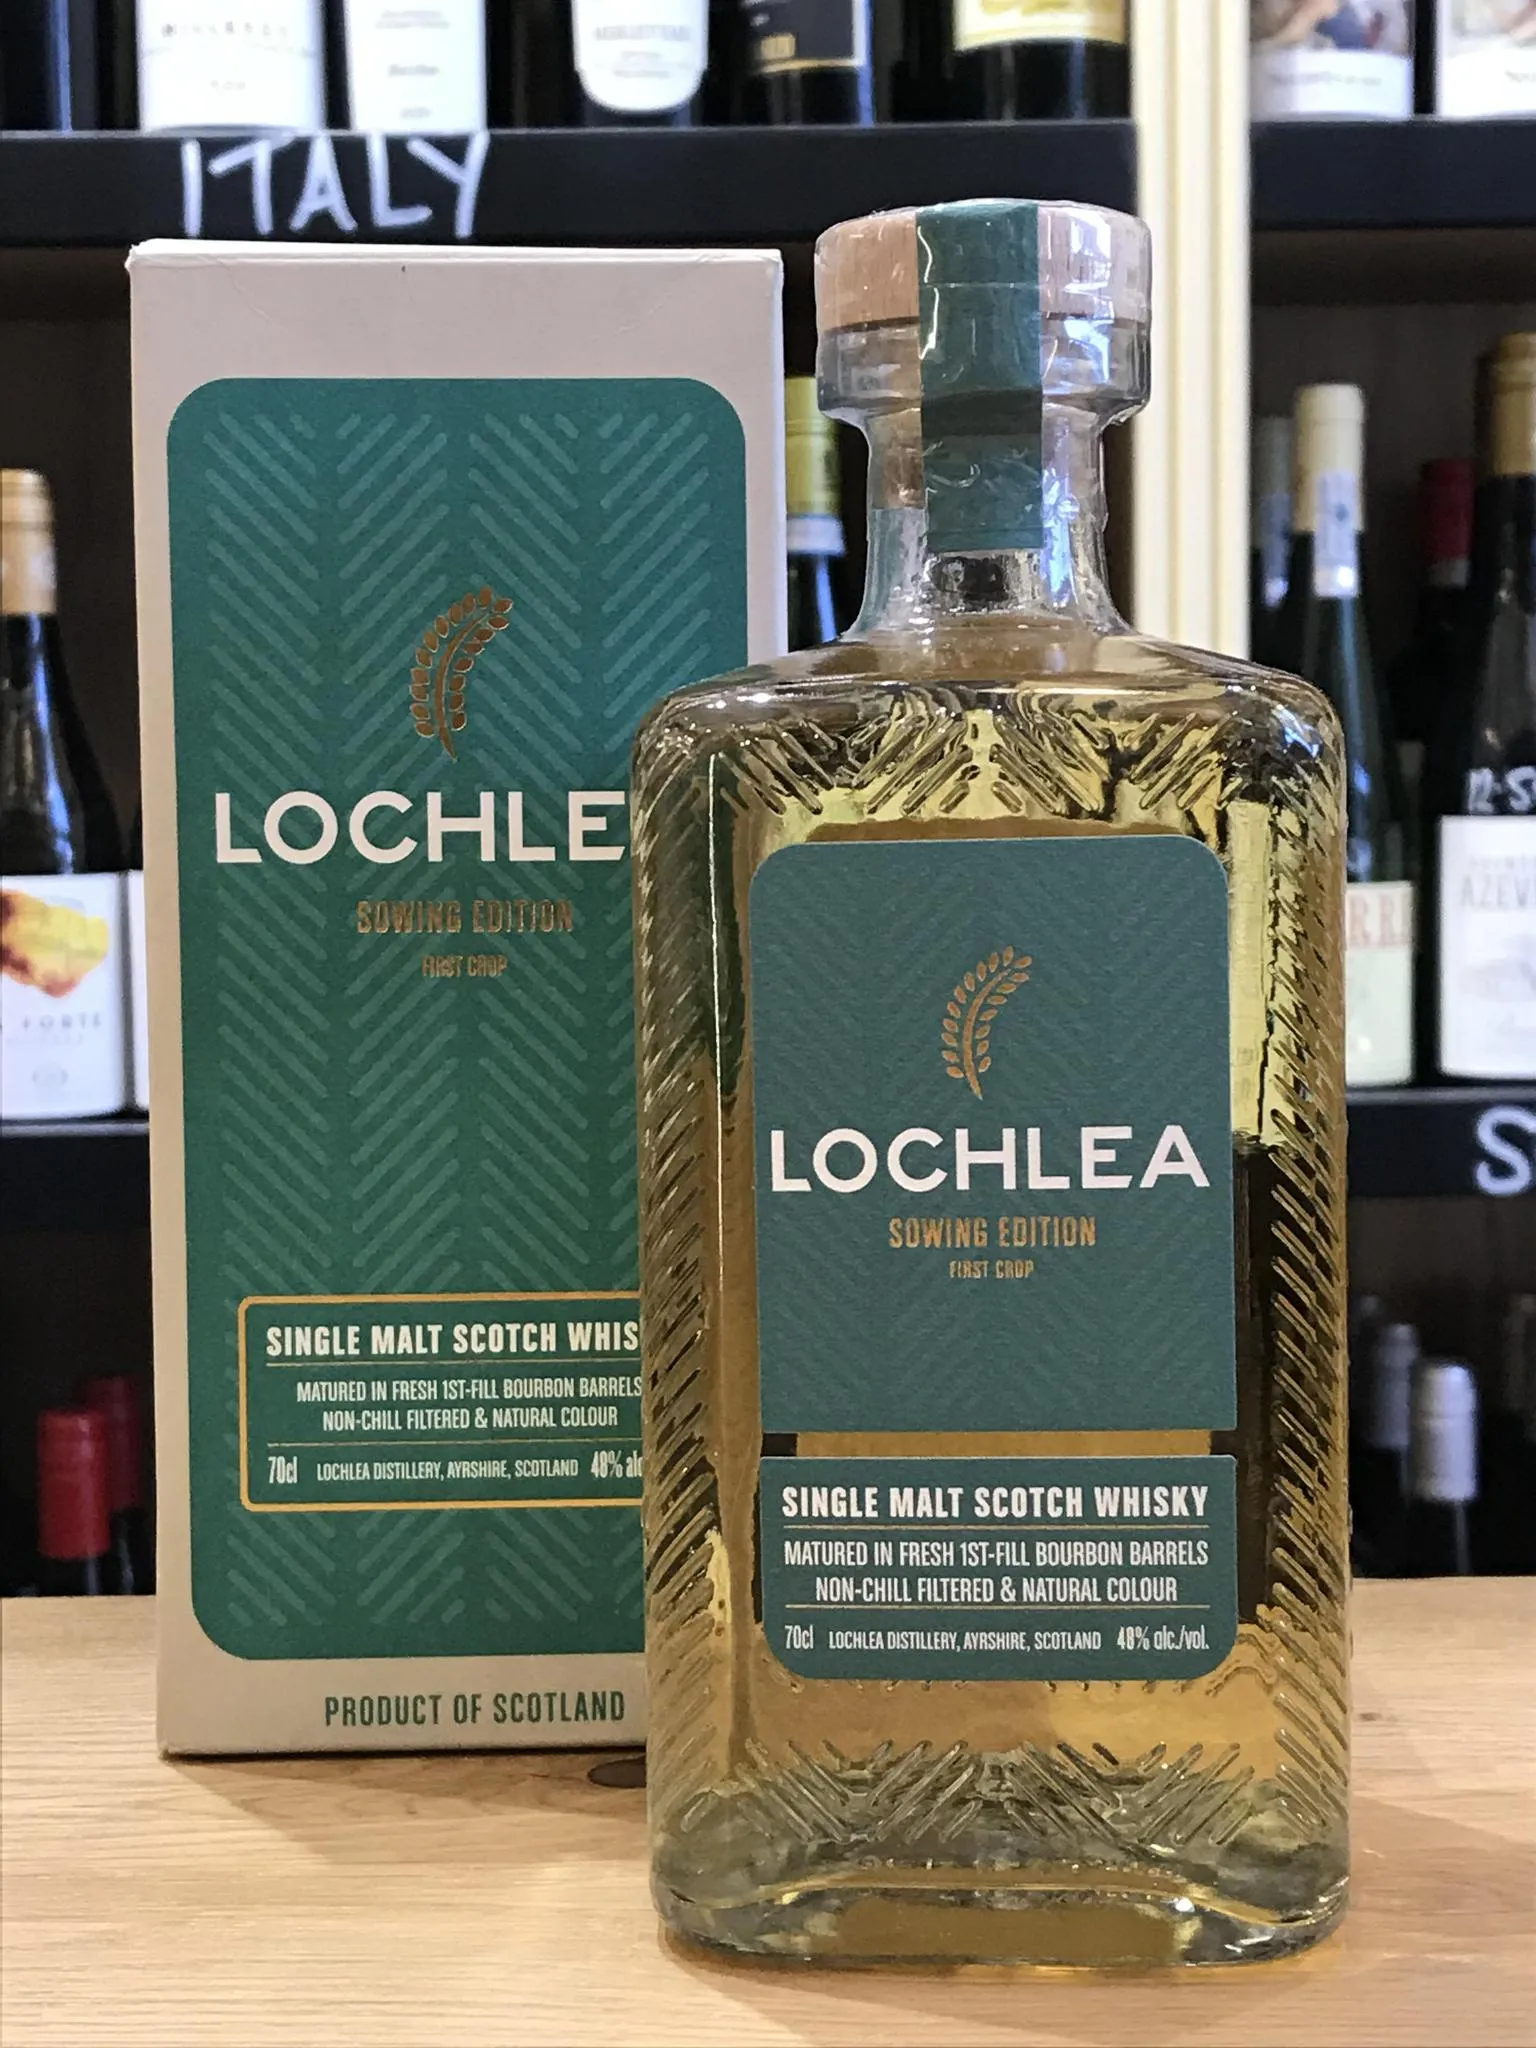 ITALY
LOCHLE
SOWING EDITION
FIRST CROP
SINGLE MALT SCOTCH WHIS
MATURED IN FRESH 1ST-FILL BOURBON BARRELS
NON-CHILL FILTERED & NATURAL COLOUR
70cl LOCHLEA DISTILLERY, AYRSHIRE, SCOTLAND 48% alc
PRODUCT OF SCOTLAND
LOCHLEA
SOWING EDITION
FIRST CROP
SINGLE MALT SCOTCH WHISKY
MATURED IN FRESH 1ST-FILL BOURBON BARRELS
NON-CHILL FILTERED & NATURAL COLOUR
70cl LOCHLEA DISTILLERY, AYRSHIRE, SCOTLAND 48% alc./vol.
FORTE
AZEV